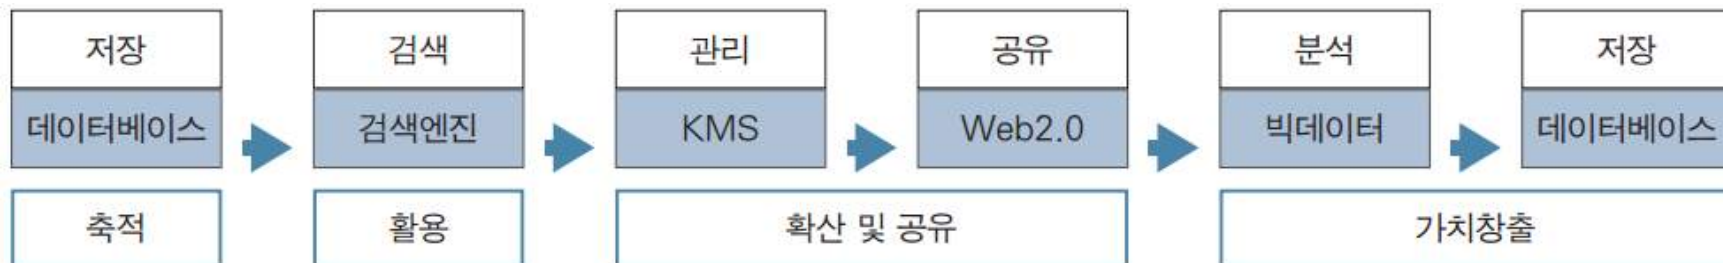 저장 검색 관리 공유 분석 저장
데이터베이스 검색엔진 KMS Web2.0 빅데이터 데이터베이스
축적 활용 확산 및 공유 가치창출